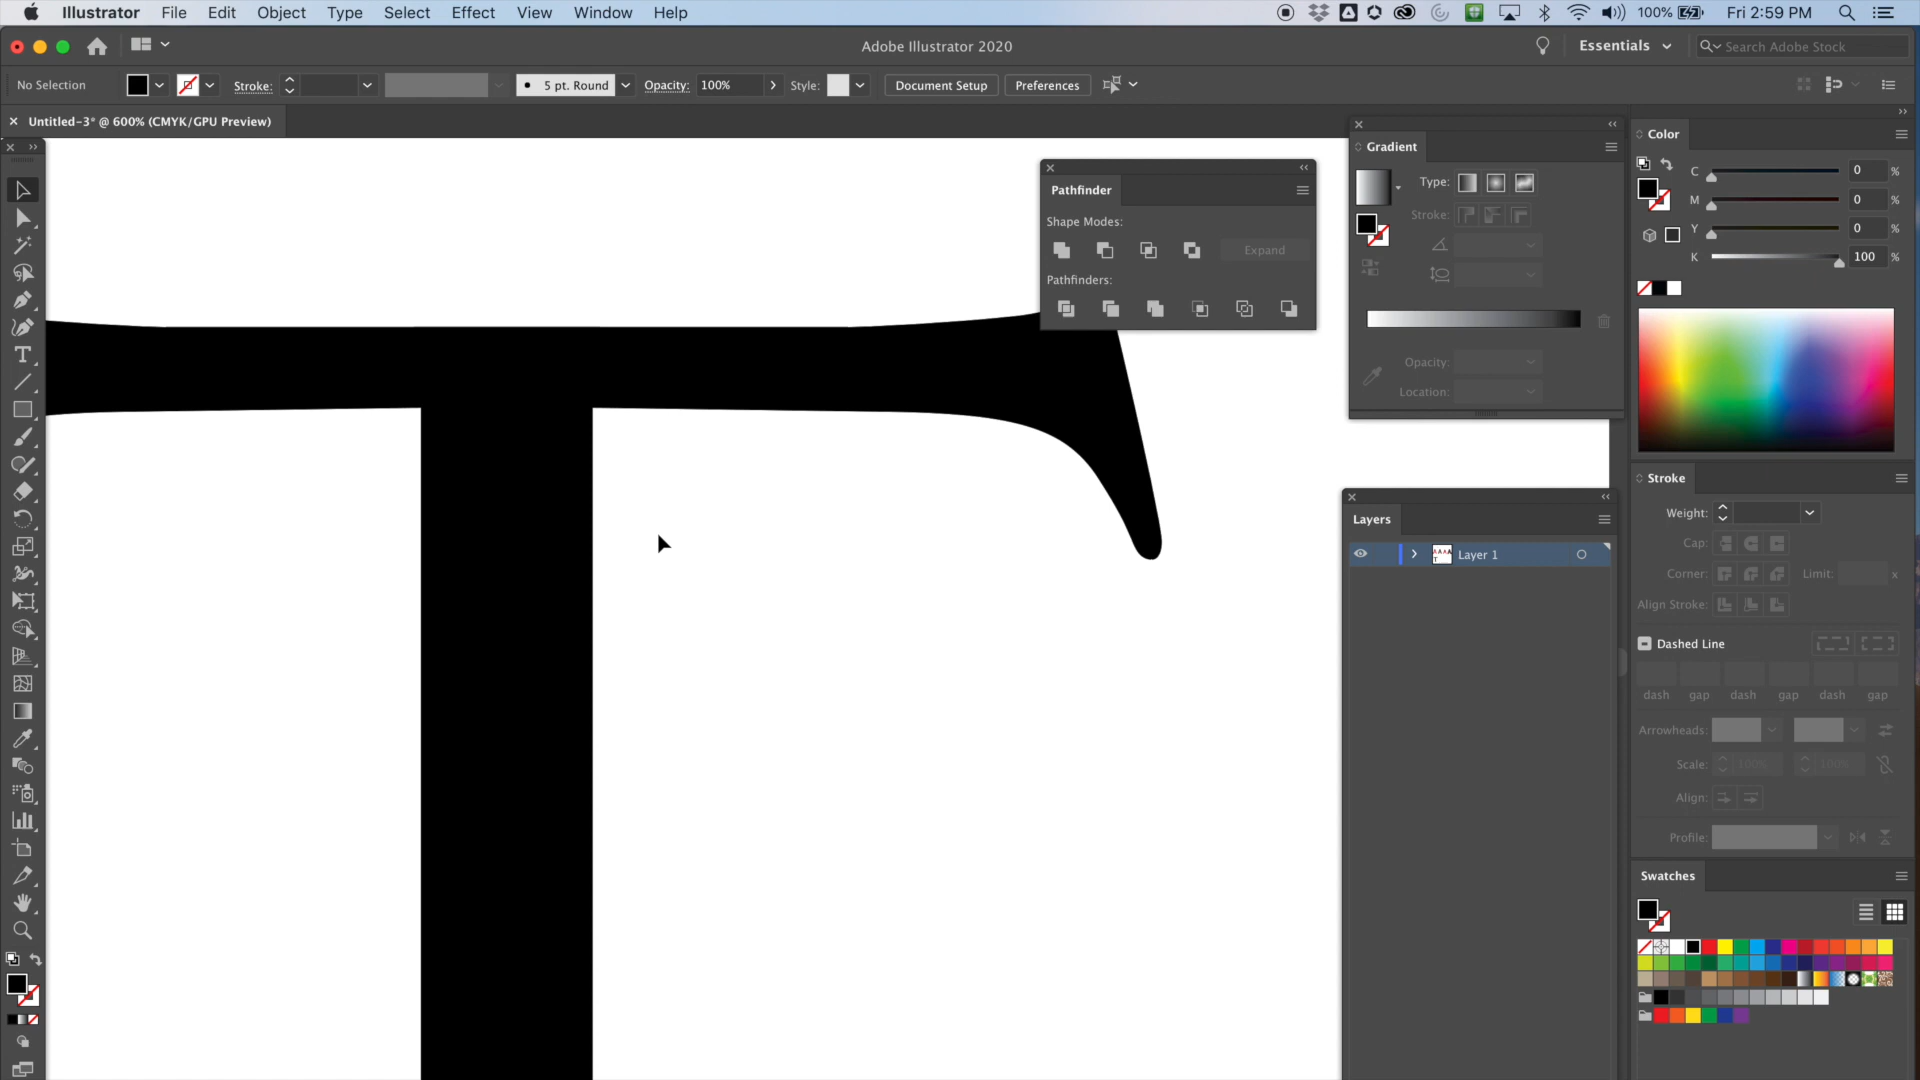 Illustrator File Edit Object Type Select Effect View Window Help
100% Fri 2:59 PM
Adobe Illustrator 2020
Essentials
Search Adobe Stock
No Selection
Stroke:
5 pt. Round
Opacity: 100%
Style:
Document Setup
Preferences
Untitled-3* @ 600% (CMYK/GPU Preview)
T
Pathfinder
Shape Modes:
Expand
Pathfinders:
Gradient
Type:
Stroke:
Opacity:
Location:
Layers
Layer 1
Color
C 0 %
M 0 %
Y 0 %
K 100 %
Stroke
Weight:
Cap:
Corner:
Limit: x
Align Stroke:
Dashed Line
dash gap dash gap dash gap
Arrowheads:
Scale: 100% 100%
Align:
Profile:
Swatches